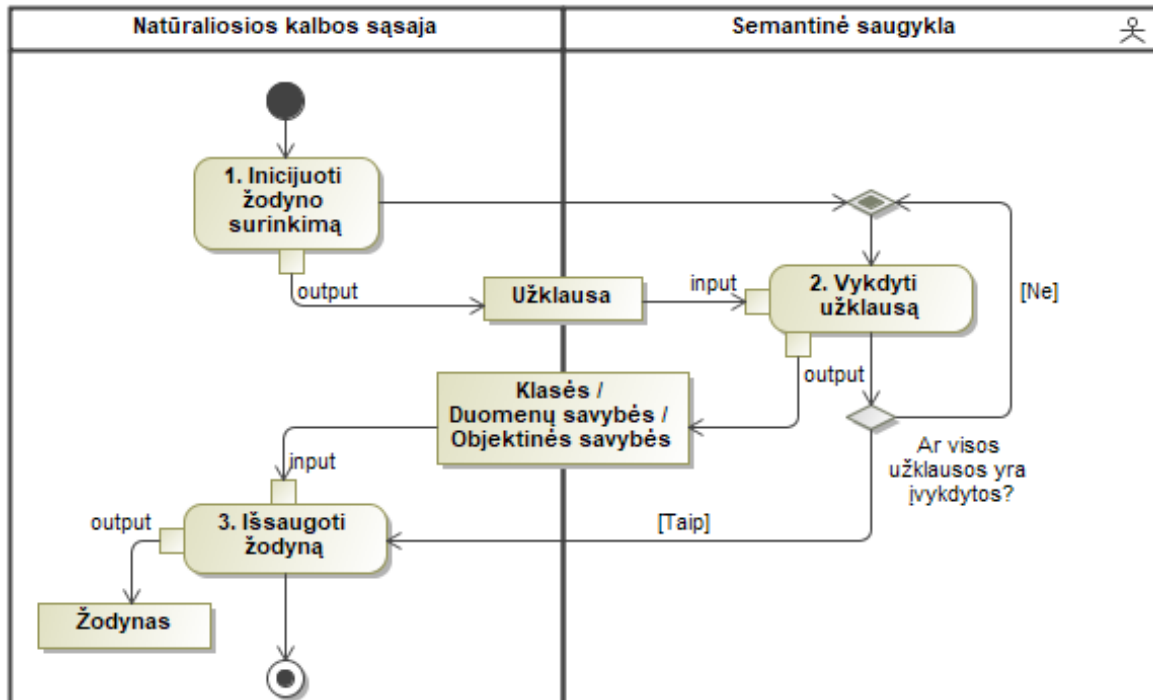 Natūraliosios kalbos sąsaja
Semantinė saugykla
1. Inicijuoti
žodyno
surinkimą
output
Užklausa
input
2. Vykdyti
užklausą
[Ne]
output
Klasės /
Duomenų savybės /
Objektinės savybės
input
Ar visos
užklausos yra
įvykdytos?
[Taip]
output
3. Išsaugoti
žodyną
Žodynas